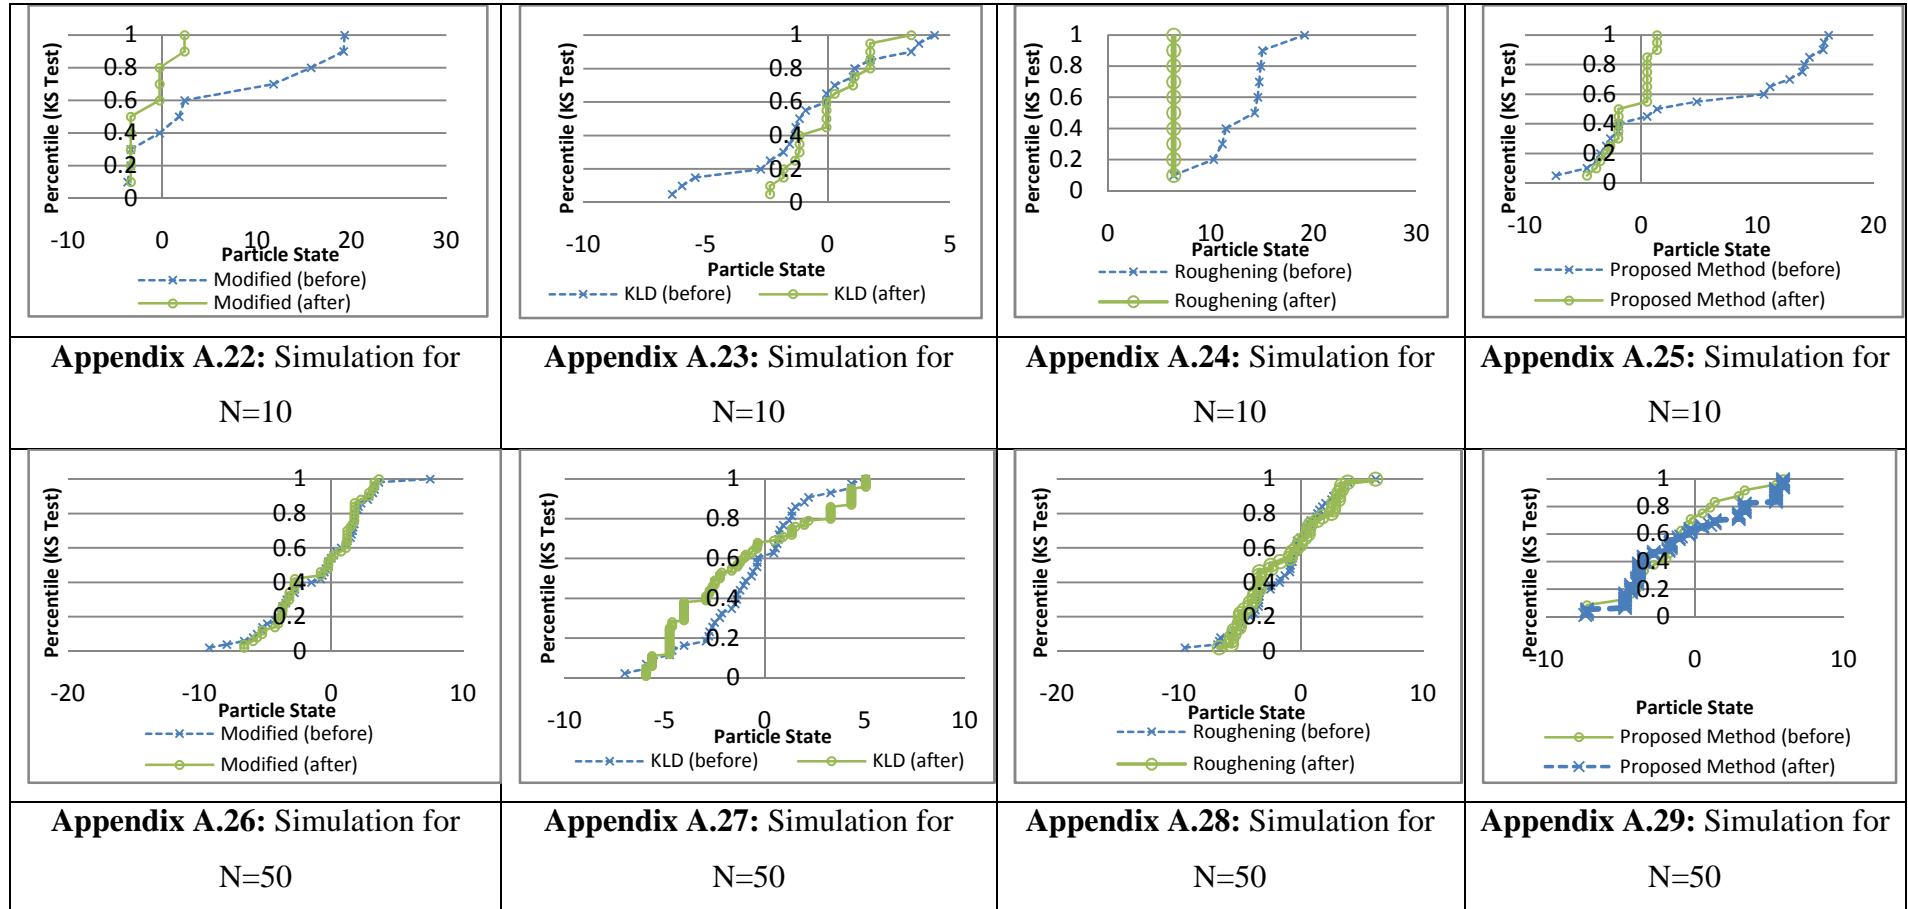 Percentile (KS Test)
1
0.8
0.6
0.4
0.2
0
-10 0 10 20 30
Particle State
Modified (before)
Modified (after)
Percentile (KS Test)
1
0.8
0.6
0.4
0.2
0
-10 -5 0 5
Particle State
KLD (before) KLD (after)
Percentile (KS Test)
1
0.8
0.6
0.4
0.2
0
0 10 20 30
Particle State
Roughening (before)
Roughening (after)
Percentile (KS Test)
1
0.8
0.6
0.4
0.2
0
-10 0 10 20
Particle State
Proposed Method (before)
Proposed Method (after)
Appendix A.22: Simulation for
N=10
Appendix A.23: Simulation for
N=10
Appendix A.24: Simulation for
N=10
Appendix A.25: Simulation for
N=10
Percentile (KS Test)
1
0.8
0.6
0.4
0.2
0
-20 -10 0 10
Particle State
Modified (before)
Modified (after)
Percentile (KS Test)
1
0.8
0.6
0.4
0.2
0
-10 -5 0 5 10
Particle State
KLD (before) KLD (after)
Percentile (KS Test)
1
0.8
0.6
0.4
0.2
0
-20 -10 0 10
Particle State
Roughening (before)
Roughening (after)
Percentile (KS Test)
1
0.8
0.6
0.4
0.2
0
-10 0 10
Particle State
Proposed Method (before)
Proposed Method (after)
Appendix A.26: Simulation for
N=50
Appendix A.27: Simulation for
N=50
Appendix A.28: Simulation for
N=50
Appendix A.29: Simulation for
N=50